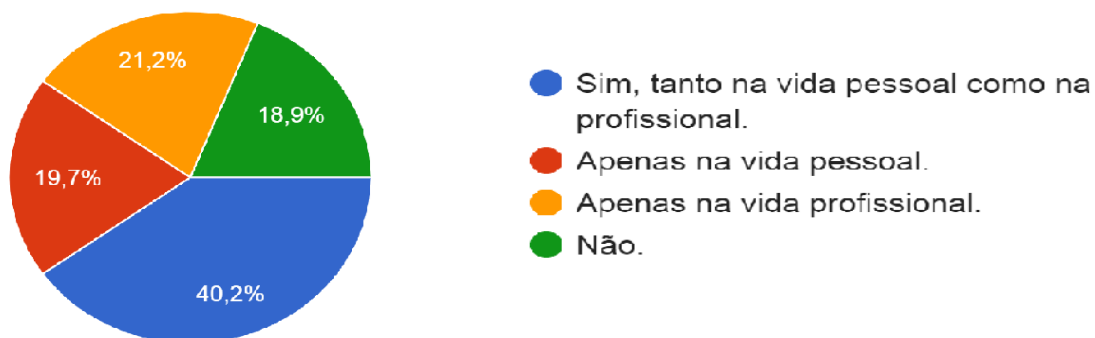 21,2%
18,9%
19,7%
40,2%
Sim, tanto na vida pessoal como na
profissional.
Apenas na vida pessoal.
Apenas na vida profissional.
Não.